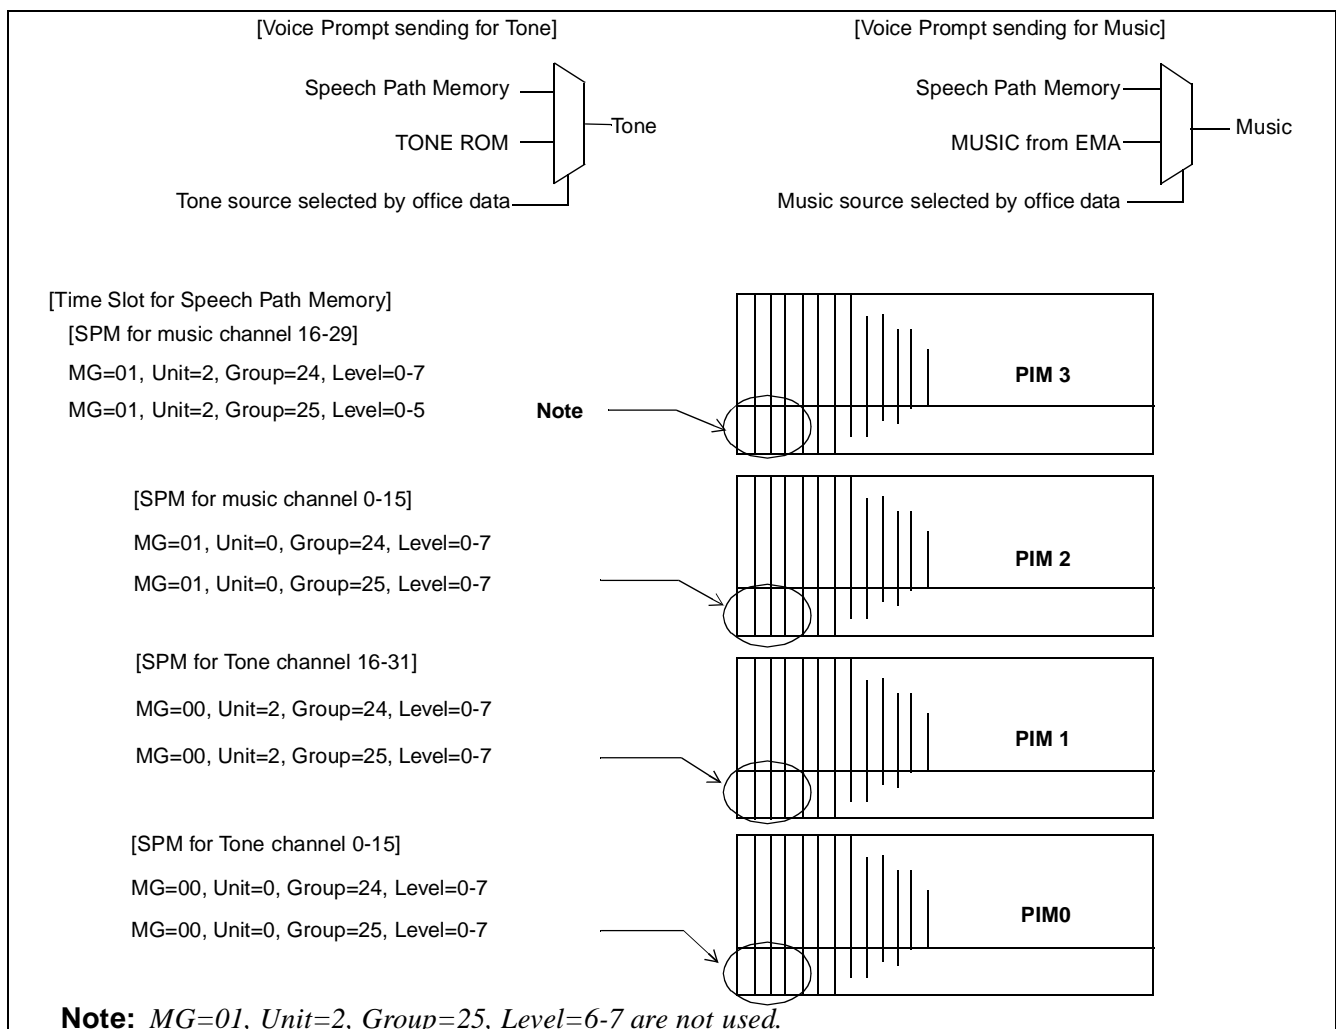 [Voice Prompt sending for Tone]
[Voice Prompt sending for Music]
Speech Path Memory
TONE ROM
Tone
Tone source selected by office data
Speech Path Memory
MUSIC from EMA
Music
Music source selected by office data
[Time Slot for Speech Path Memory]
[SPM for music channel 16-29]
MG=01, Unit=2, Group=24, Level=0-7
MG=01, Unit=2, Group=25, Level=0-5
Note
PIM 3
[SPM for music channel 0-15]
MG=01, Unit=0, Group=24, Level=0-7
MG=01, Unit=0, Group=25, Level=0-7
PIM 2
[SPM for Tone channel 16-31]
MG=00, Unit=2, Group=24, Level=0-7
MG=00, Unit=2, Group=25, Level=0-7
PIM 1
[SPM for Tone channel 0-15]
MG=00, Unit=0, Group=24, Level=0-7
MG=00, Unit=0, Group=25, Level=0-7
PIM0
Note: MG=01, Unit=2, Group=25, Level=6-7 are not used.